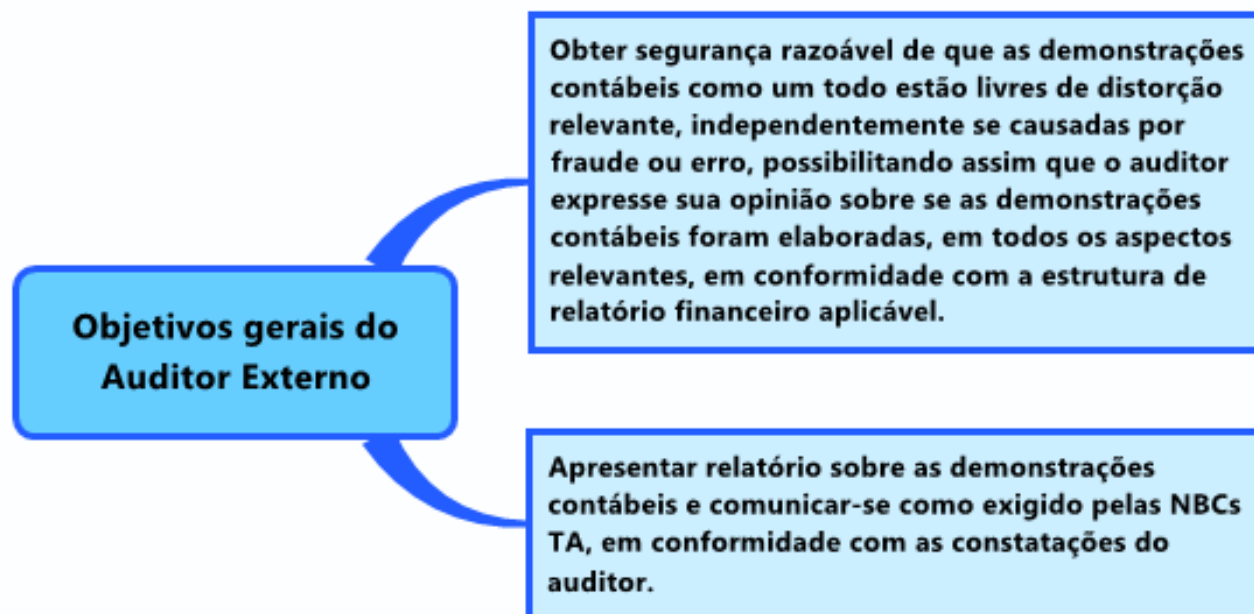 Objetivos gerais do
Auditor Externo
Obter segurança razoável de que as demonstrações
contábeis como um todo estão livres de distorção
relevante, independentemente se causadas por
fraude ou erro, possibilitando assim que o auditor
expresse sua opinião sobre se as demonstrações
contábeis foram elaboradas, em todos os aspectos
relevantes, em conformidade com a estrutura de
relatório financeiro aplicável.
Apresentar relatório sobre as demonstrações
contábeis e comunicar-se como exigido pelas NBCs
TA, em conformidade com as constatações do
auditor.